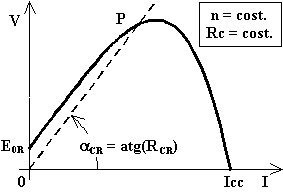 V
P
n = cost.
Rc = cost.
E0R
αCR = atg(RCR)
0
Icc
I